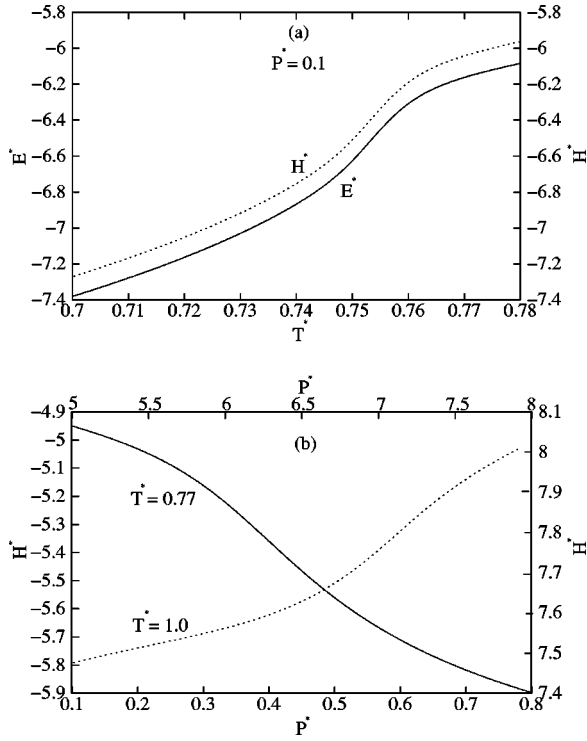 (a)
P* = 0.1
−5.8
−6
−6.2
−6.4
−6.6
−6.8
−7
−7.2
−7.4
E*
H*
E*
−5.8
−6
−6.2
−6.4
−6.6
−6.8
−7
−7.2
−7.4
H*
0.7 0.71 0.72 0.73 0.74 0.75 0.76 0.77 0.78
T*
P*
5 5.5 6 6.5 7 7.5 8
(b)
−4.9
−5
−5.1
−5.2
−5.3
−5.4
−5.5
−5.6
−5.7
−5.8
−5.9
H*
T* = 0.77
T* = 1.0
8.1
8
7.9
7.8
7.7
7.6
7.5
7.4
H*
0.1 0.2 0.3 0.4 0.5 0.6 0.7 0.8
P*